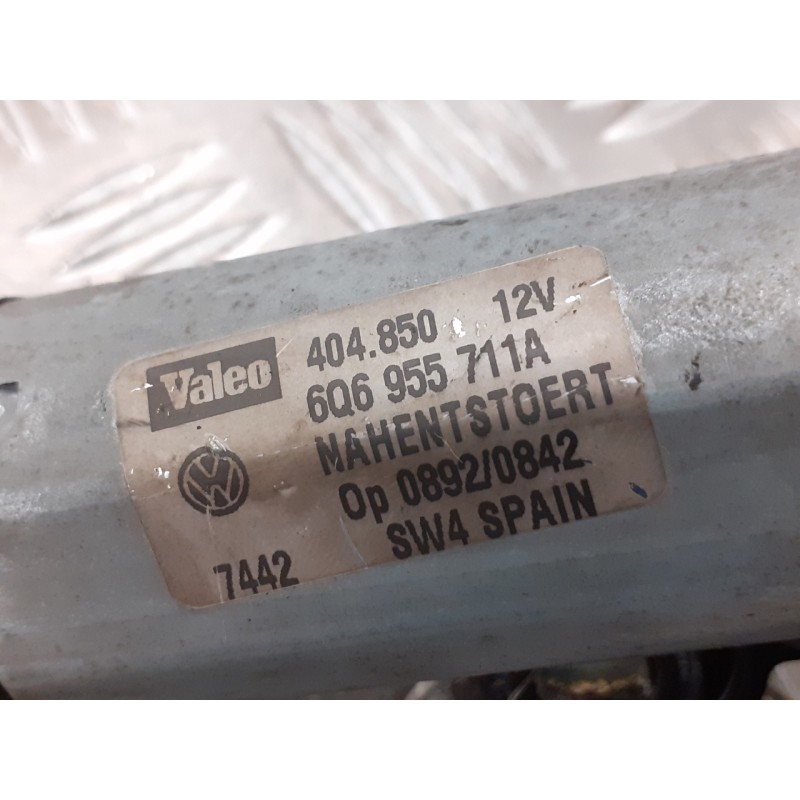 Valeo 404.850 12V
6Q6 955 711A
NAHENTSTOERT
Op 0892/0842
SW4 SPAIN
7442